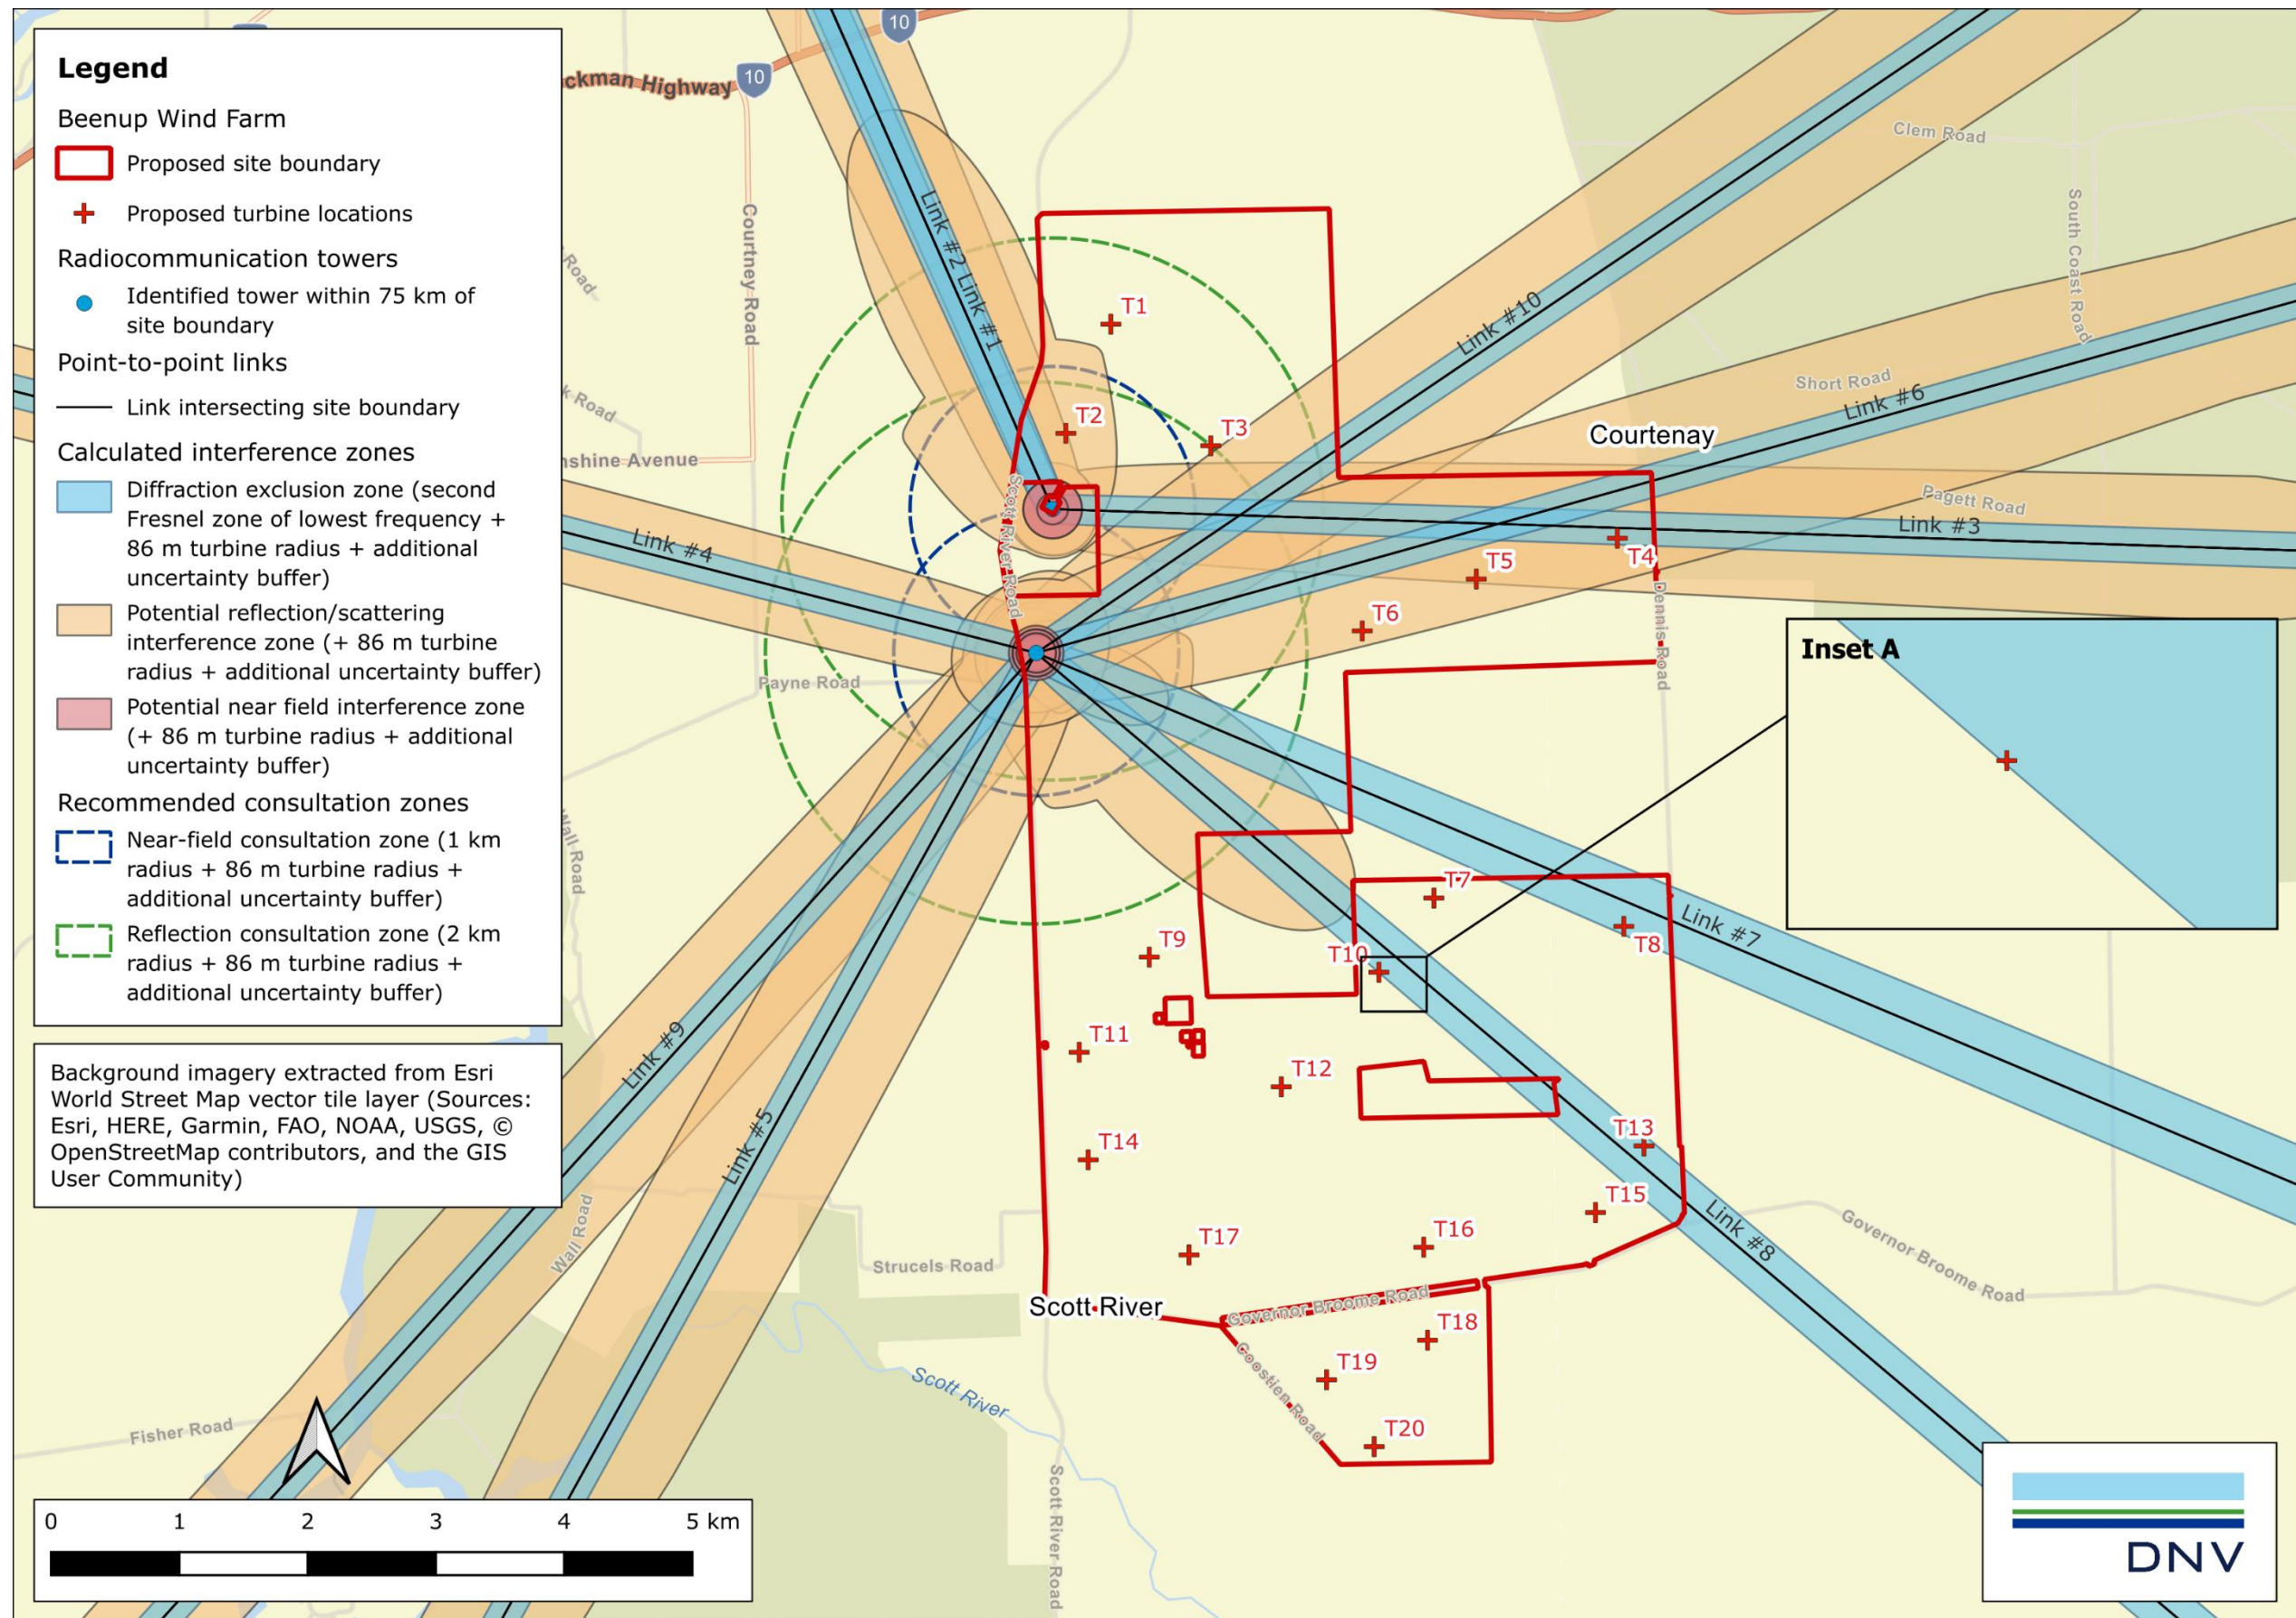 Legend
Beenup Wind Farm
Proposed site boundary
Proposed turbine locations
Radiocommunication towers
Identified tower within 75 km of
site boundary
Point-to-point links
Link intersecting site boundary
Calculated interference zones
Diffraction exclusion zone (second
Fresnel zone of lowest frequency +
86 m turbine radius + additional
uncertainty buffer)
Potential reflection/scattering
interference zone (+ 86 m turbine
radius + additional uncertainty buffer)
Potential near field interference zone
(+ 86 m turbine radius + additional
uncertainty buffer)
Recommended consultation zones
Near-field consultation zone (1 km
radius + 86 m turbine radius +
additional uncertainty buffer)
Reflection consultation zone (2 km
radius + 86 m turbine radius +
additional uncertainty buffer)
Background imagery extracted from Esri
World Street Map vector tile layer (Sources:
Esri, HERE, Garmin, FAO, NOAA, USGS, ©
OpenStreetMap contributors, and the GIS
User Community)
0 1 2 3 4 5 km
10
10
ckman Highway
Courtney Road
Road
k Road
nshine Avenue
Link #2
Link #1
T1
T2
T3
Link #10
Clem Road
South Coast Road
Short Road
Link #6
Courtenay
Pagett Road
Link #3
Link #4
Scott River Road
T4
T5
T6
Dennis Road
Payne Road
Inset A
Wall Road
T7
T8
Link #7
T9
T10
T11
T12
Link #9
Link #5
T13
T14
T15
T16
T17
Link #8
Governor Broome Road
Wall Road
Strucels Road
Scott River
Governor Broome Road
T18
T19
Coostien Road
T20
Scott River
Fisher Road
Scott River Road
DNV